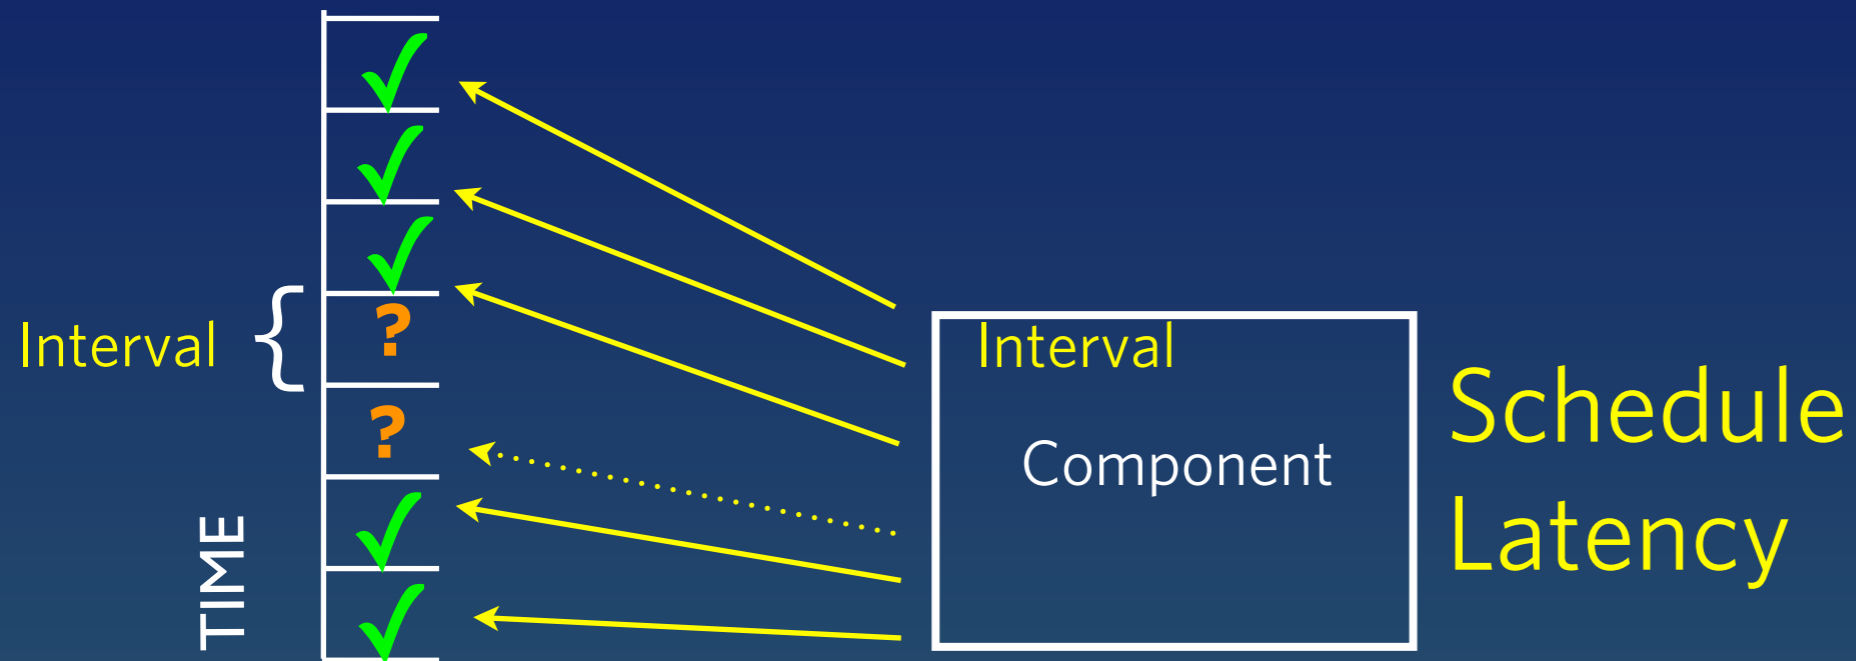 ?
Interval {
?
TIME
Interval
Component
Schedule
Latency